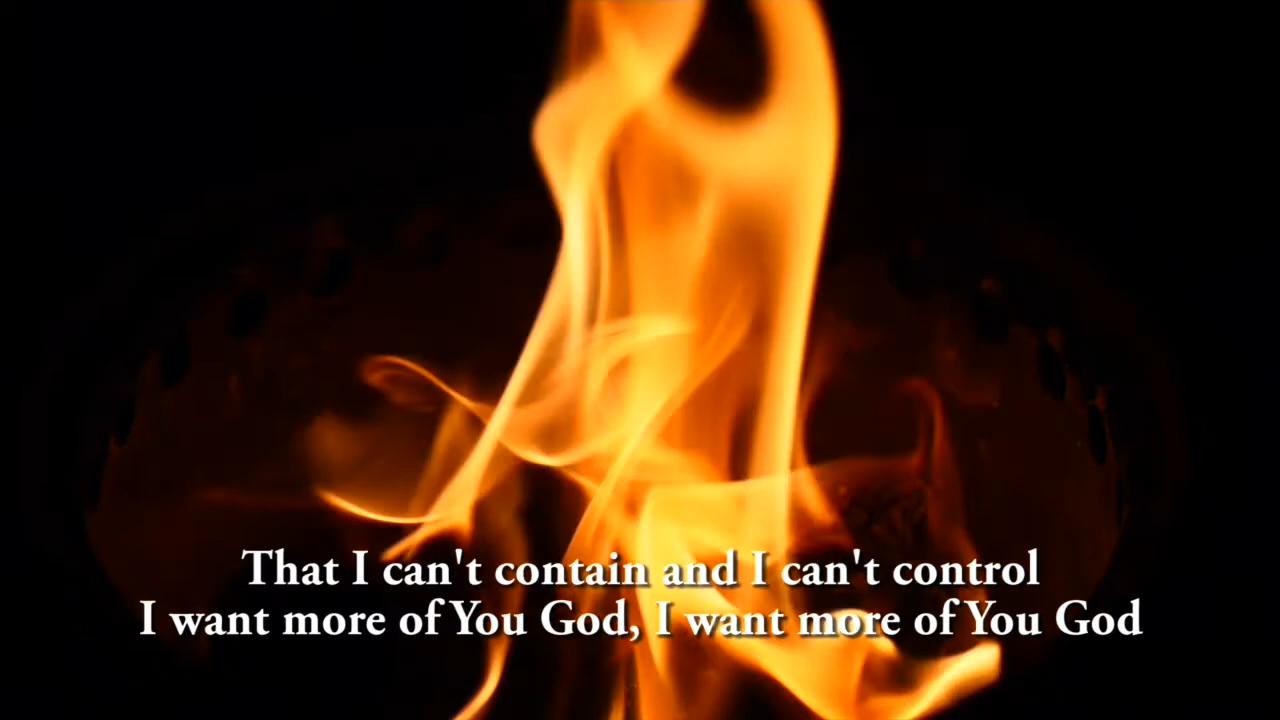 That I can't contain and I can't control
I want more of You God, I want more of You God